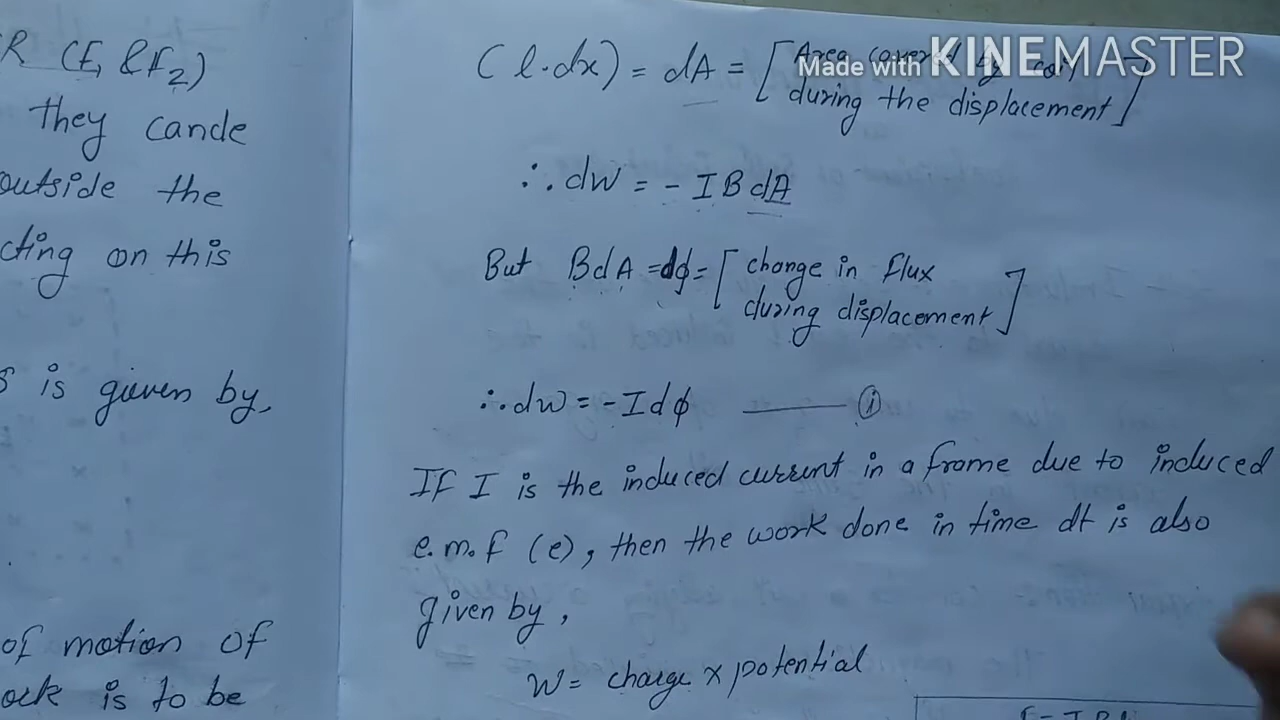 R (F, &F2)
they cancle
outside the
cting on this
s is given by,
of motion of
ork is to be
(l.dx) = dA = [Area covered by coil
during the displacement]
Made with KINEMASTER
∴ dw = - I B dA
But BdA = dϕ = [change in flux
during displacement]
∴ dw = - I dϕ ——— ①
If I is the induced current in a frame due to induced
e.m.f (e), then the work done in time dt is also
given by,
W = charge x potential